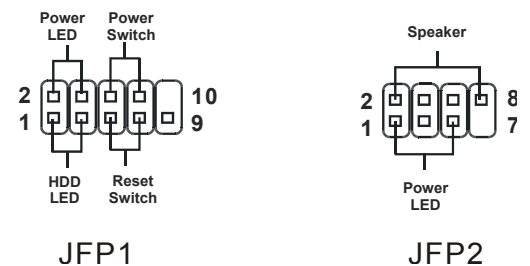 Power
LED
Power
Switch
2
10
1
9
HDD
LED
Reset
Switch
JFP1
Speaker
2
8
1
7
Power
LED
JFP2